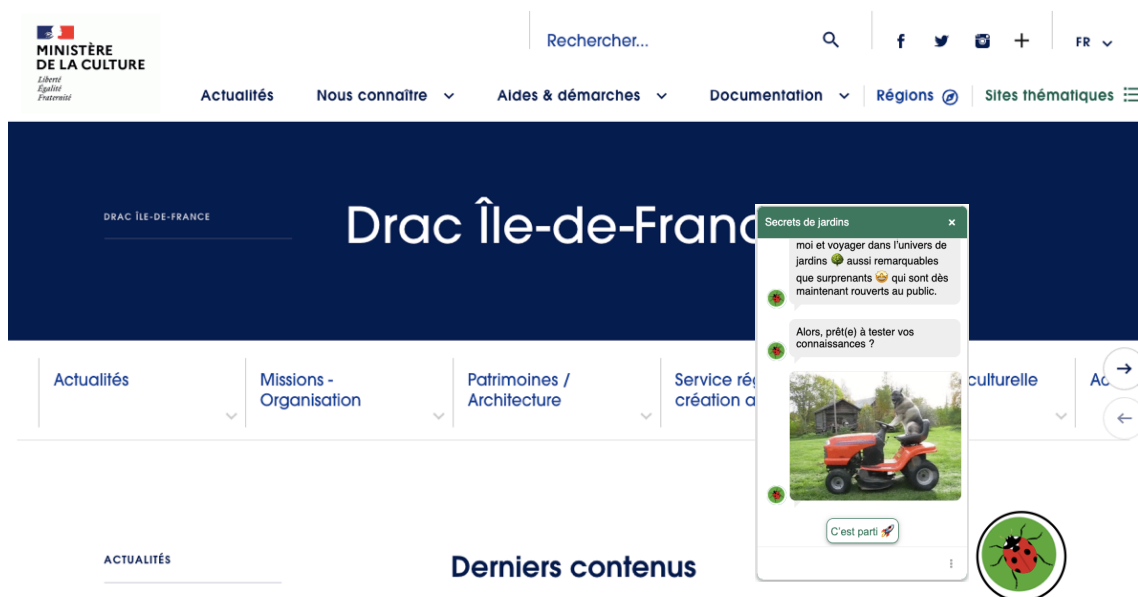 MINISTÈRE
DE LA CULTURE
Liberté
Égalité
Fraternité
Rechercher...
FR
Actualités
Nous connaître
Aides & démarches
Documentation
Régions
Sites thématiques
DRAC ÎLE-DE-FRANCE
Drac Île-de-Franc
Secrets de jardins
moi et voyager dans l'univers de
jardins 🌳 aussi remarquables
que surprenants 🤩 qui sont dès
maintenant rouverts au public.
Alors, prêt(e) à tester vos
connaissances ?
C'est parti 🚀
Actualités
Missions -
Organisation
Patrimoines /
Architecture
Service
création
culturelle
ACTUALITÉS
Derniers contenus